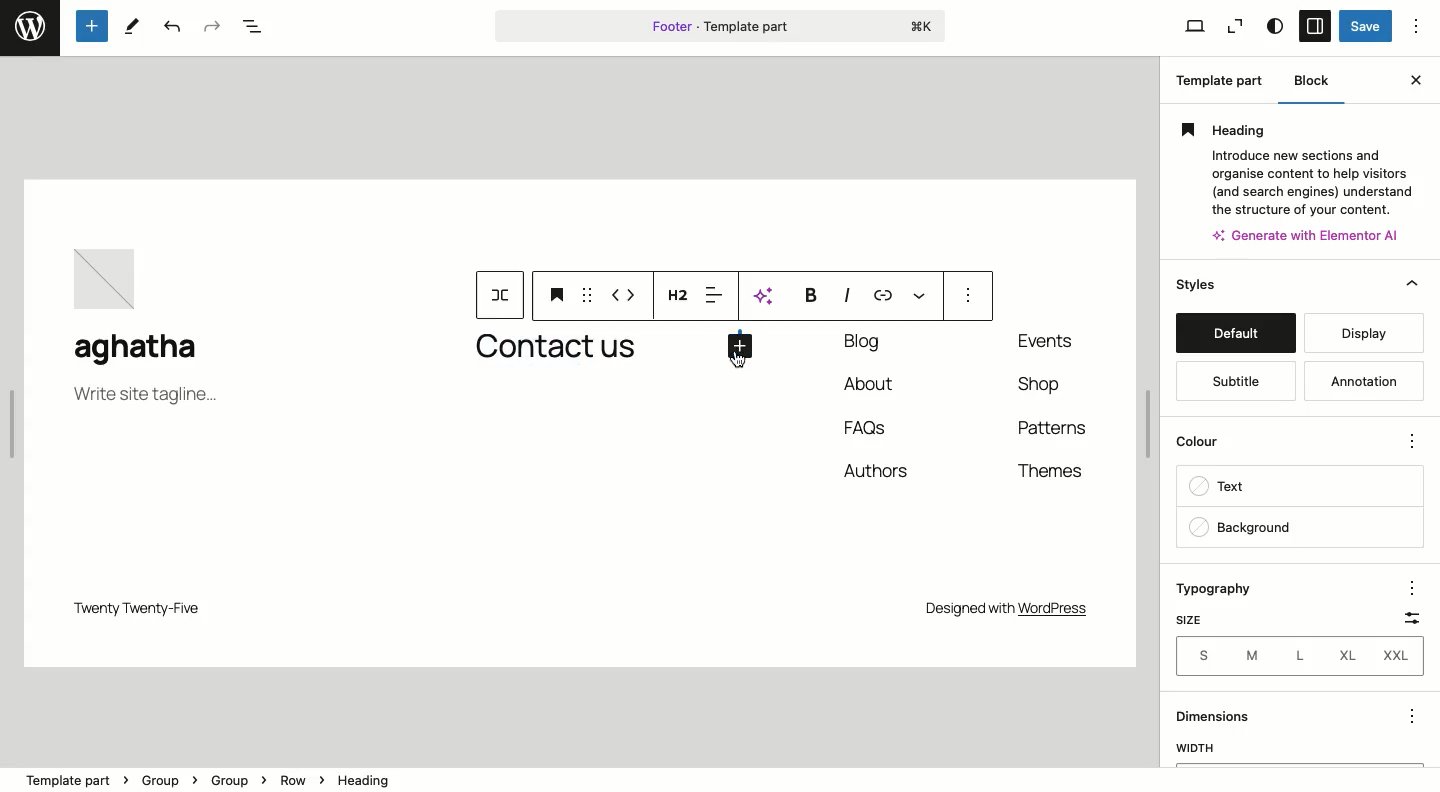 Footer · Template part
⌘K
Save
Template part
Block
Heading
Introduce new sections and
organise content to help visitors
(and search engines) understand
the structure of your content.
Generate with Elementor AI
Styles
Default
Display
Subtitle
Annotation
Colour
Text
Background
Typography
SIZE
S M L XL XXL
Dimensions
WIDTH
H2
B I
aghatha
Write site tagline...
Contact us
Blog
About
FAQs
Authors
Events
Shop
Patterns
Themes
Twenty Twenty-Five
Designed with WordPress
Template part › Group › Group › Row › Heading